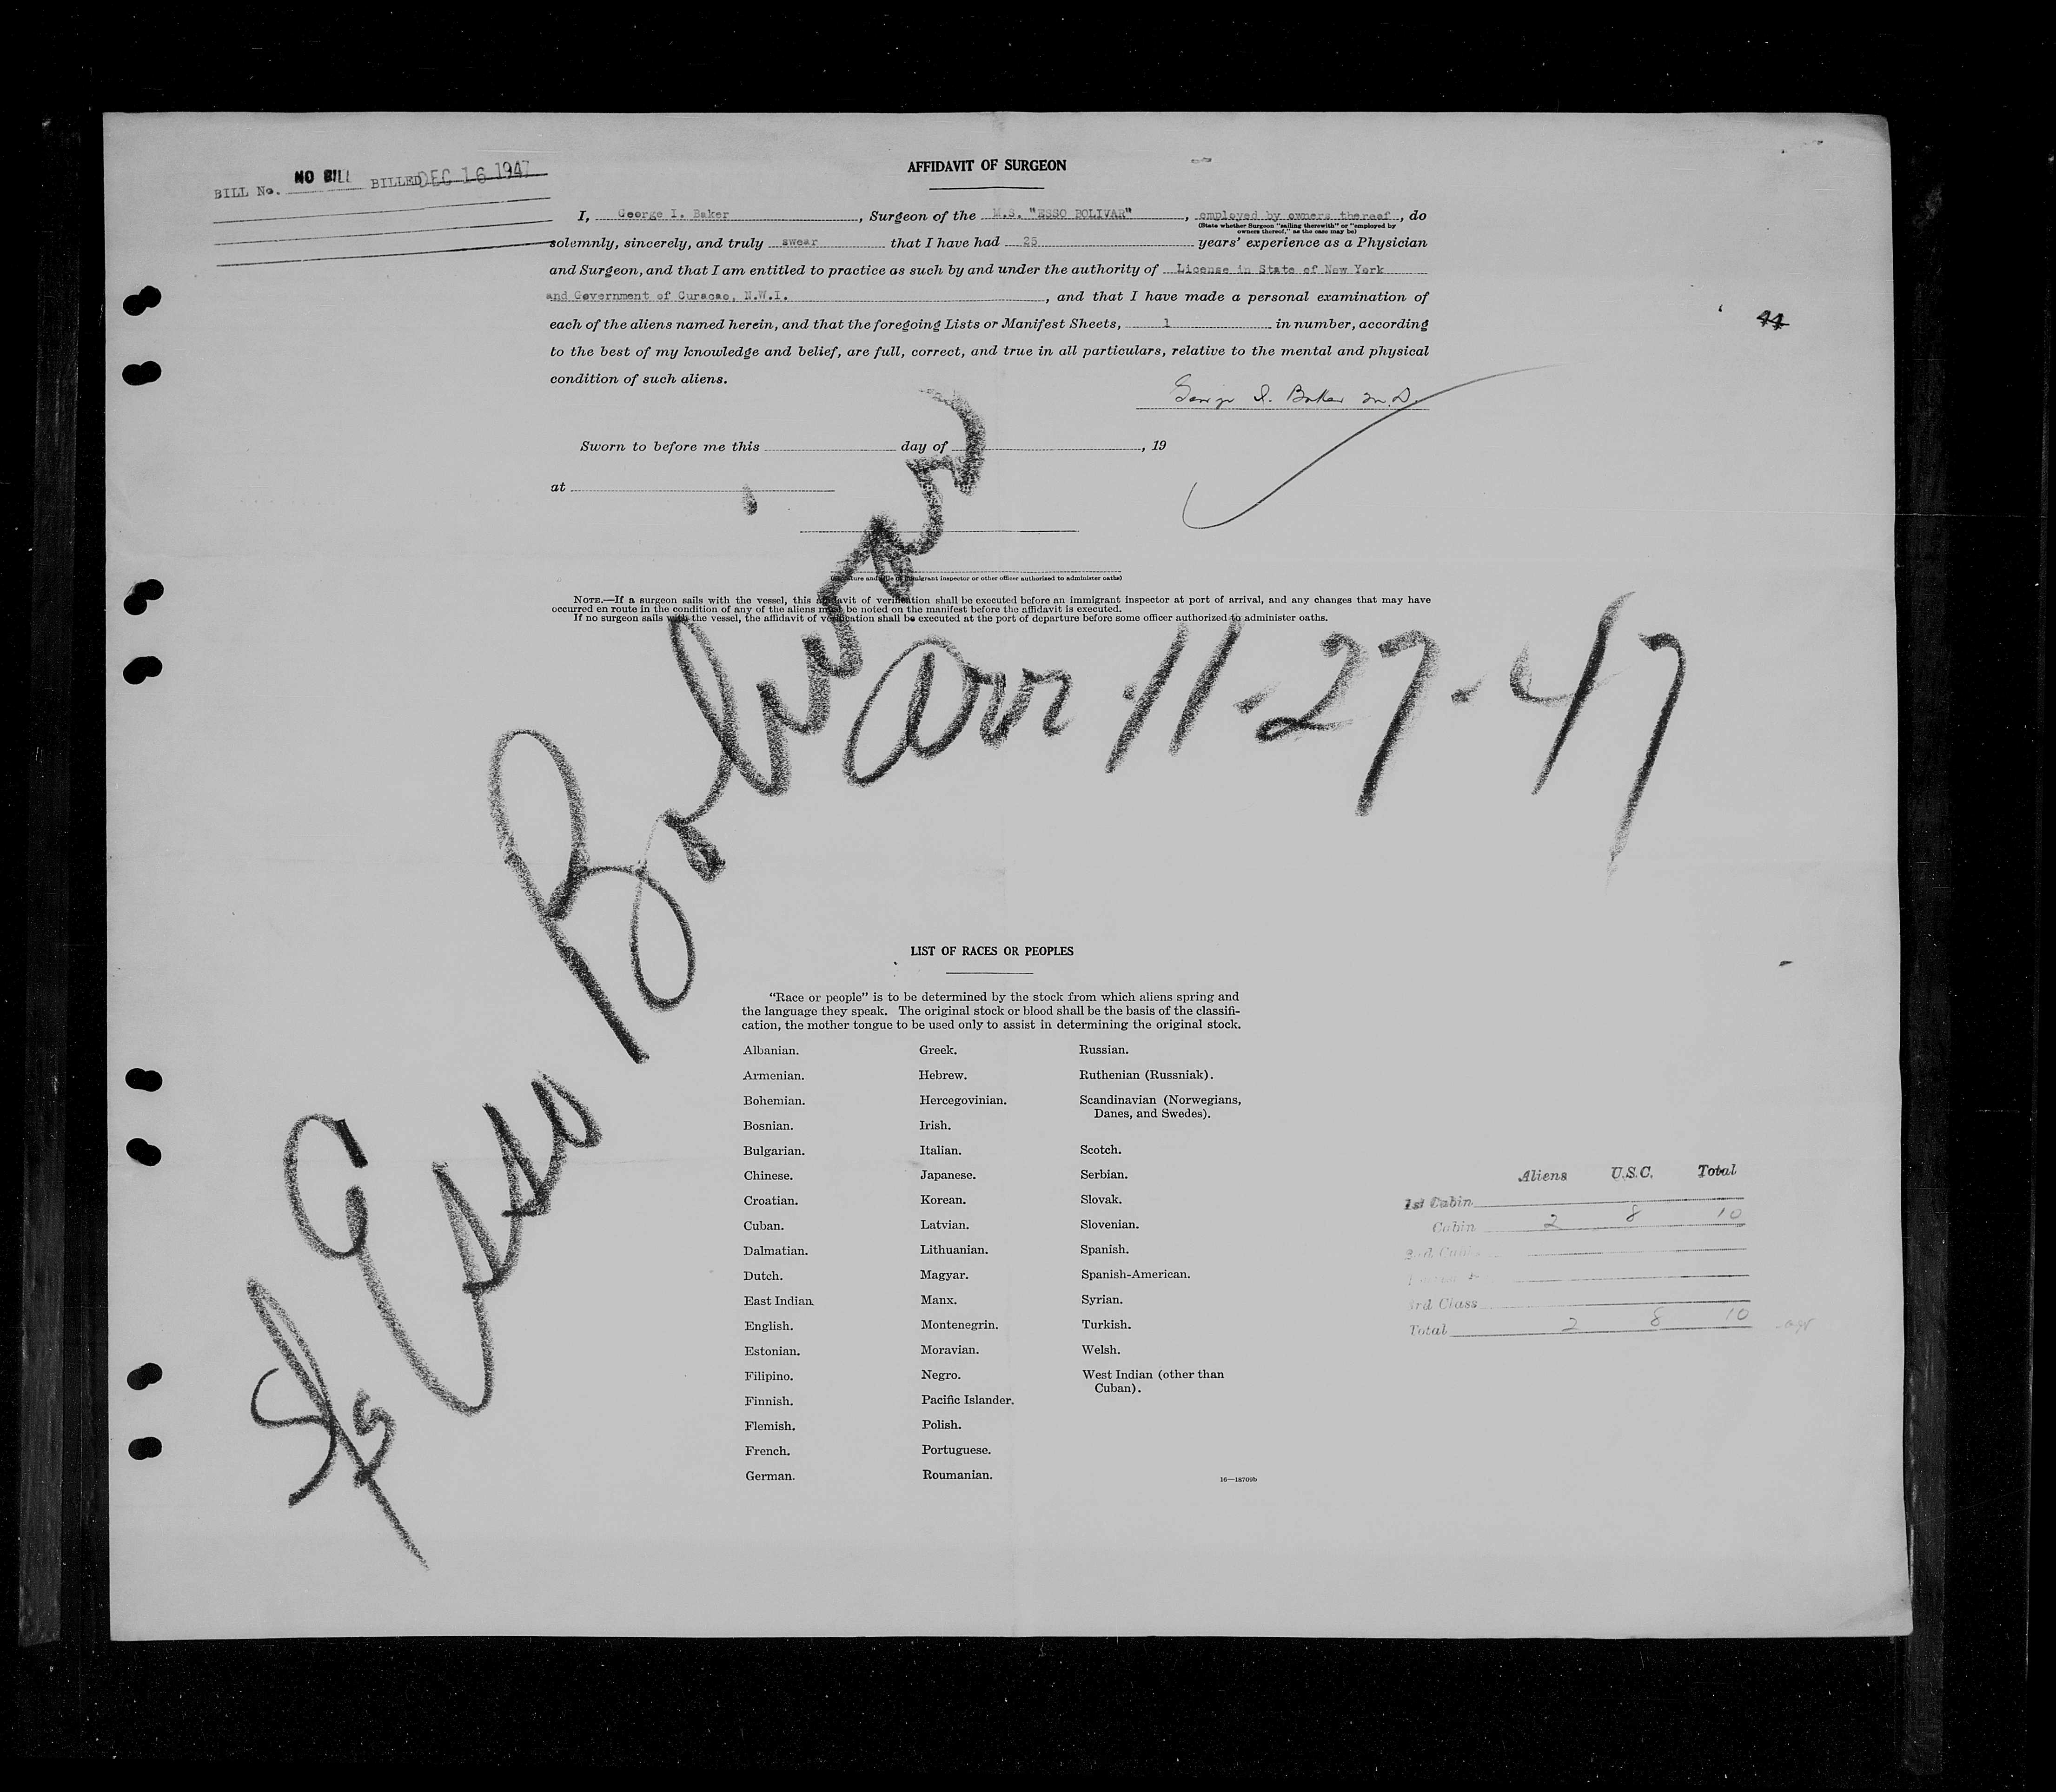 BILL No. NO BILL BILLED DEC 16 1947
AFFIDAVIT OF SURGEON
I, George I. Baker, Surgeon of the M.S. "ESSO BOLIVAR", employed by owners thereof, do
(State whether Surgeon "sailing therewith" or "employed by
owners thereof," as the case may be)
solemnly, sincerely, and truly swear that I have had 25 years' experience as a Physician
and Surgeon, and that I am entitled to practice as such by and under the authority of License in State of New York
and Government of Curacao, N.W.I., and that I have made a personal examination of
each of the aliens named herein, and that the foregoing Lists or Manifest Sheets, 1 in number, according
to the best of my knowledge and belief, are full, correct, and true in all particulars, relative to the mental and physical
condition of such aliens.
44
George I. Baker M.D.
Sworn to before me this day of , 19
at
(Signature and title of immigrant inspector or other officer authorized to administer oaths)
NOTE.—If a surgeon sails with the vessel, this affidavit of verification shall be executed before an immigrant inspector at port of arrival, and any changes that may have
occurred en route in the condition of any of the aliens must be noted on the manifest before the affidavit is executed.
If no surgeon sails with the vessel, the affidavit of verification shall be executed at the port of departure before some officer authorized to administer oaths.
Esso Bolivar
Arr 11-27-47
LIST OF RACES OR PEOPLES
"Race or people" is to be determined by the stock from which aliens spring and
the language they speak. The original stock or blood shall be the basis of the classifi-
cation, the mother tongue to be used only to assist in determining the original stock.
Albanian. Greek. Russian.
Armenian. Hebrew. Ruthenian (Russniak).
Bohemian. Hercegovinian. Scandinavian (Norwegians,
Danes, and Swedes).
Bosnian. Irish.
Bulgarian. Italian. Scotch.
Chinese. Japanese. Serbian.
Croatian. Korean. Slovak.
Cuban. Latvian. Slovenian.
Dalmatian. Lithuanian. Spanish.
Dutch. Magyar. Spanish-American.
East Indian. Manx. Syrian.
English. Montenegrin. Turkish.
Estonian. Moravian. Welsh.
Filipino. Negro. West Indian (other than
Cuban).
Finnish. Pacific Islander.
Flemish. Polish.
French. Portuguese.
German. Roumanian.
16—18709b
Aliens U.S.C. Total
1st Cabin
Cabin 2 8 10
2nd Cabin
3rd Class
Total 2 8 10